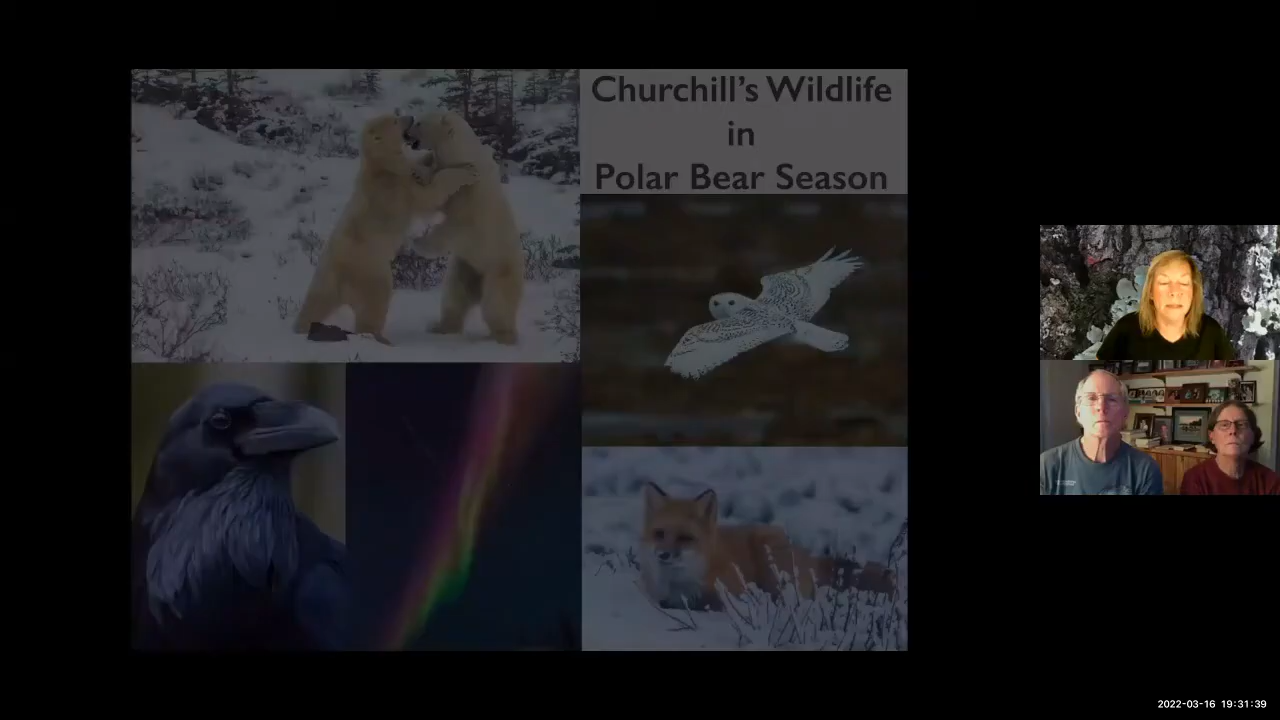 Churchill's Wildlife
in
Polar Bear Season
2022-03-16 19:31:39